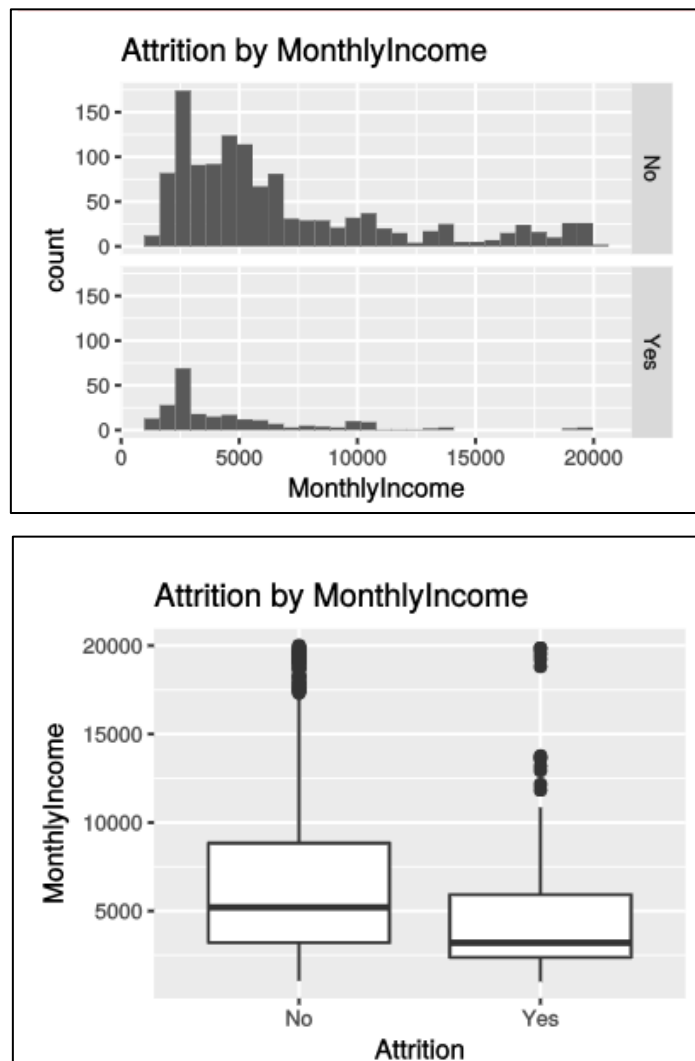 Attrition by MonthlyIncome
150
100
50
0
No
count
150
100
50
0
Yes
0 5000 10000 15000 20000
MonthlyIncome
Attrition by MonthlyIncome
20000
15000
10000
5000
MonthlyIncome
No Yes
Attrition